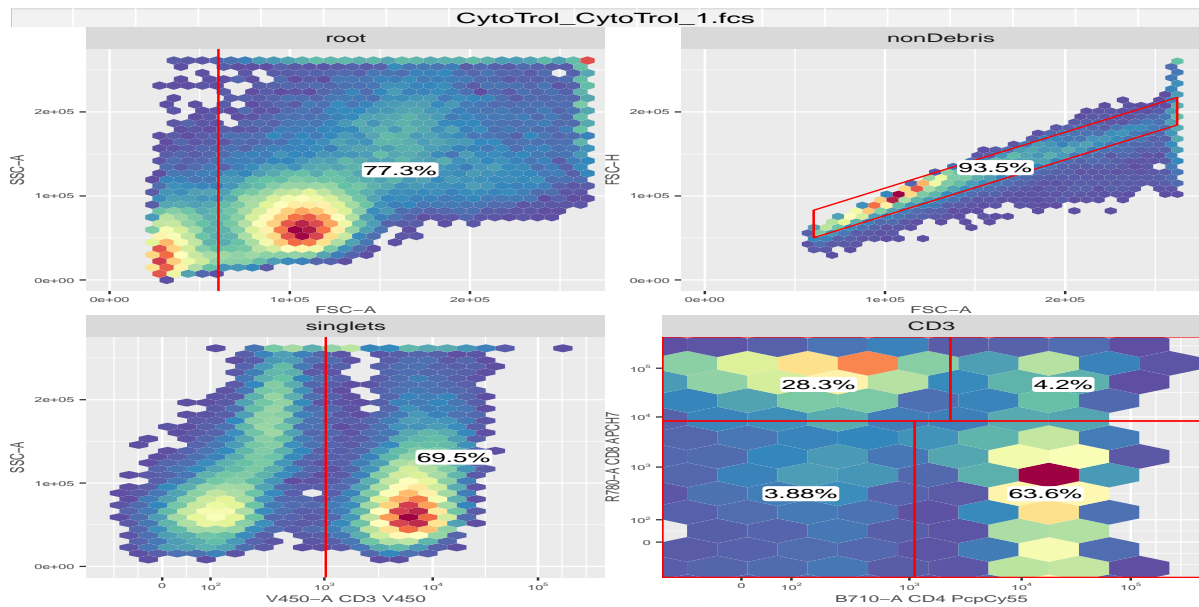 CytoTrol_CytoTrol_1.fcs
root
nonDebris
SSC-A
2e+05
1e+05
0e+00
77.3%
0e+00 1e+05 2e+05
FSC-A
FSC-H
2e+05
1e+05
0e+00
93.5%
0e+00 1e+05 2e+05
FSC-A
singlets
CD3
SSC-A
2e+05
1e+05
0e+00
69.5%
0 10² 10³ 10⁴ 10⁵
V450-A CD3 V450
R780-A CD8 APCH7
10⁵
10⁴
10³
10²
0
28.3% 4.2%
3.88% 63.6%
0 10² 10³ 10⁴ 10⁵
B710-A CD4 PcpCy55